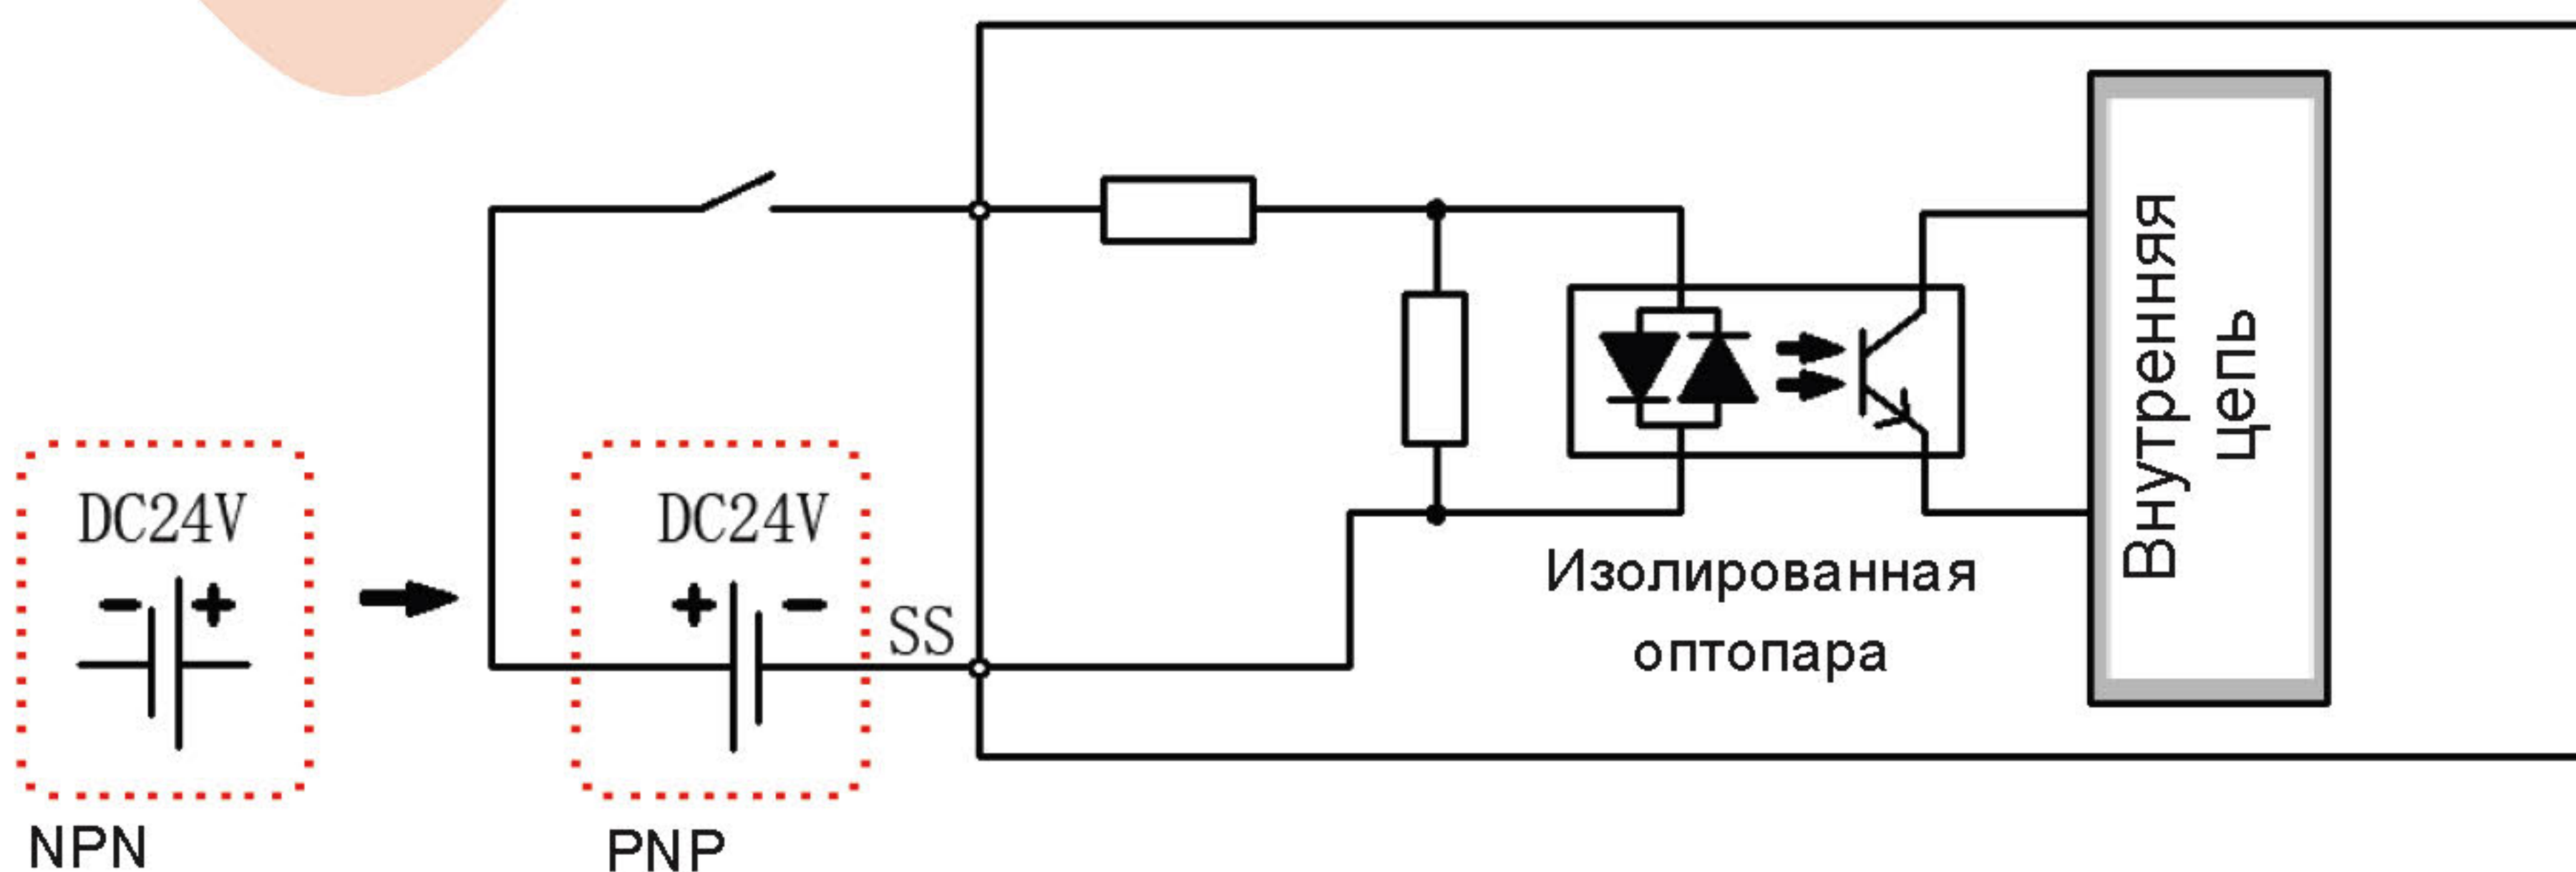 DC24V
- +
NPN
DC24V
+ -
PNP
SS
Изолированная
оптопара
Внутренняя
цепь